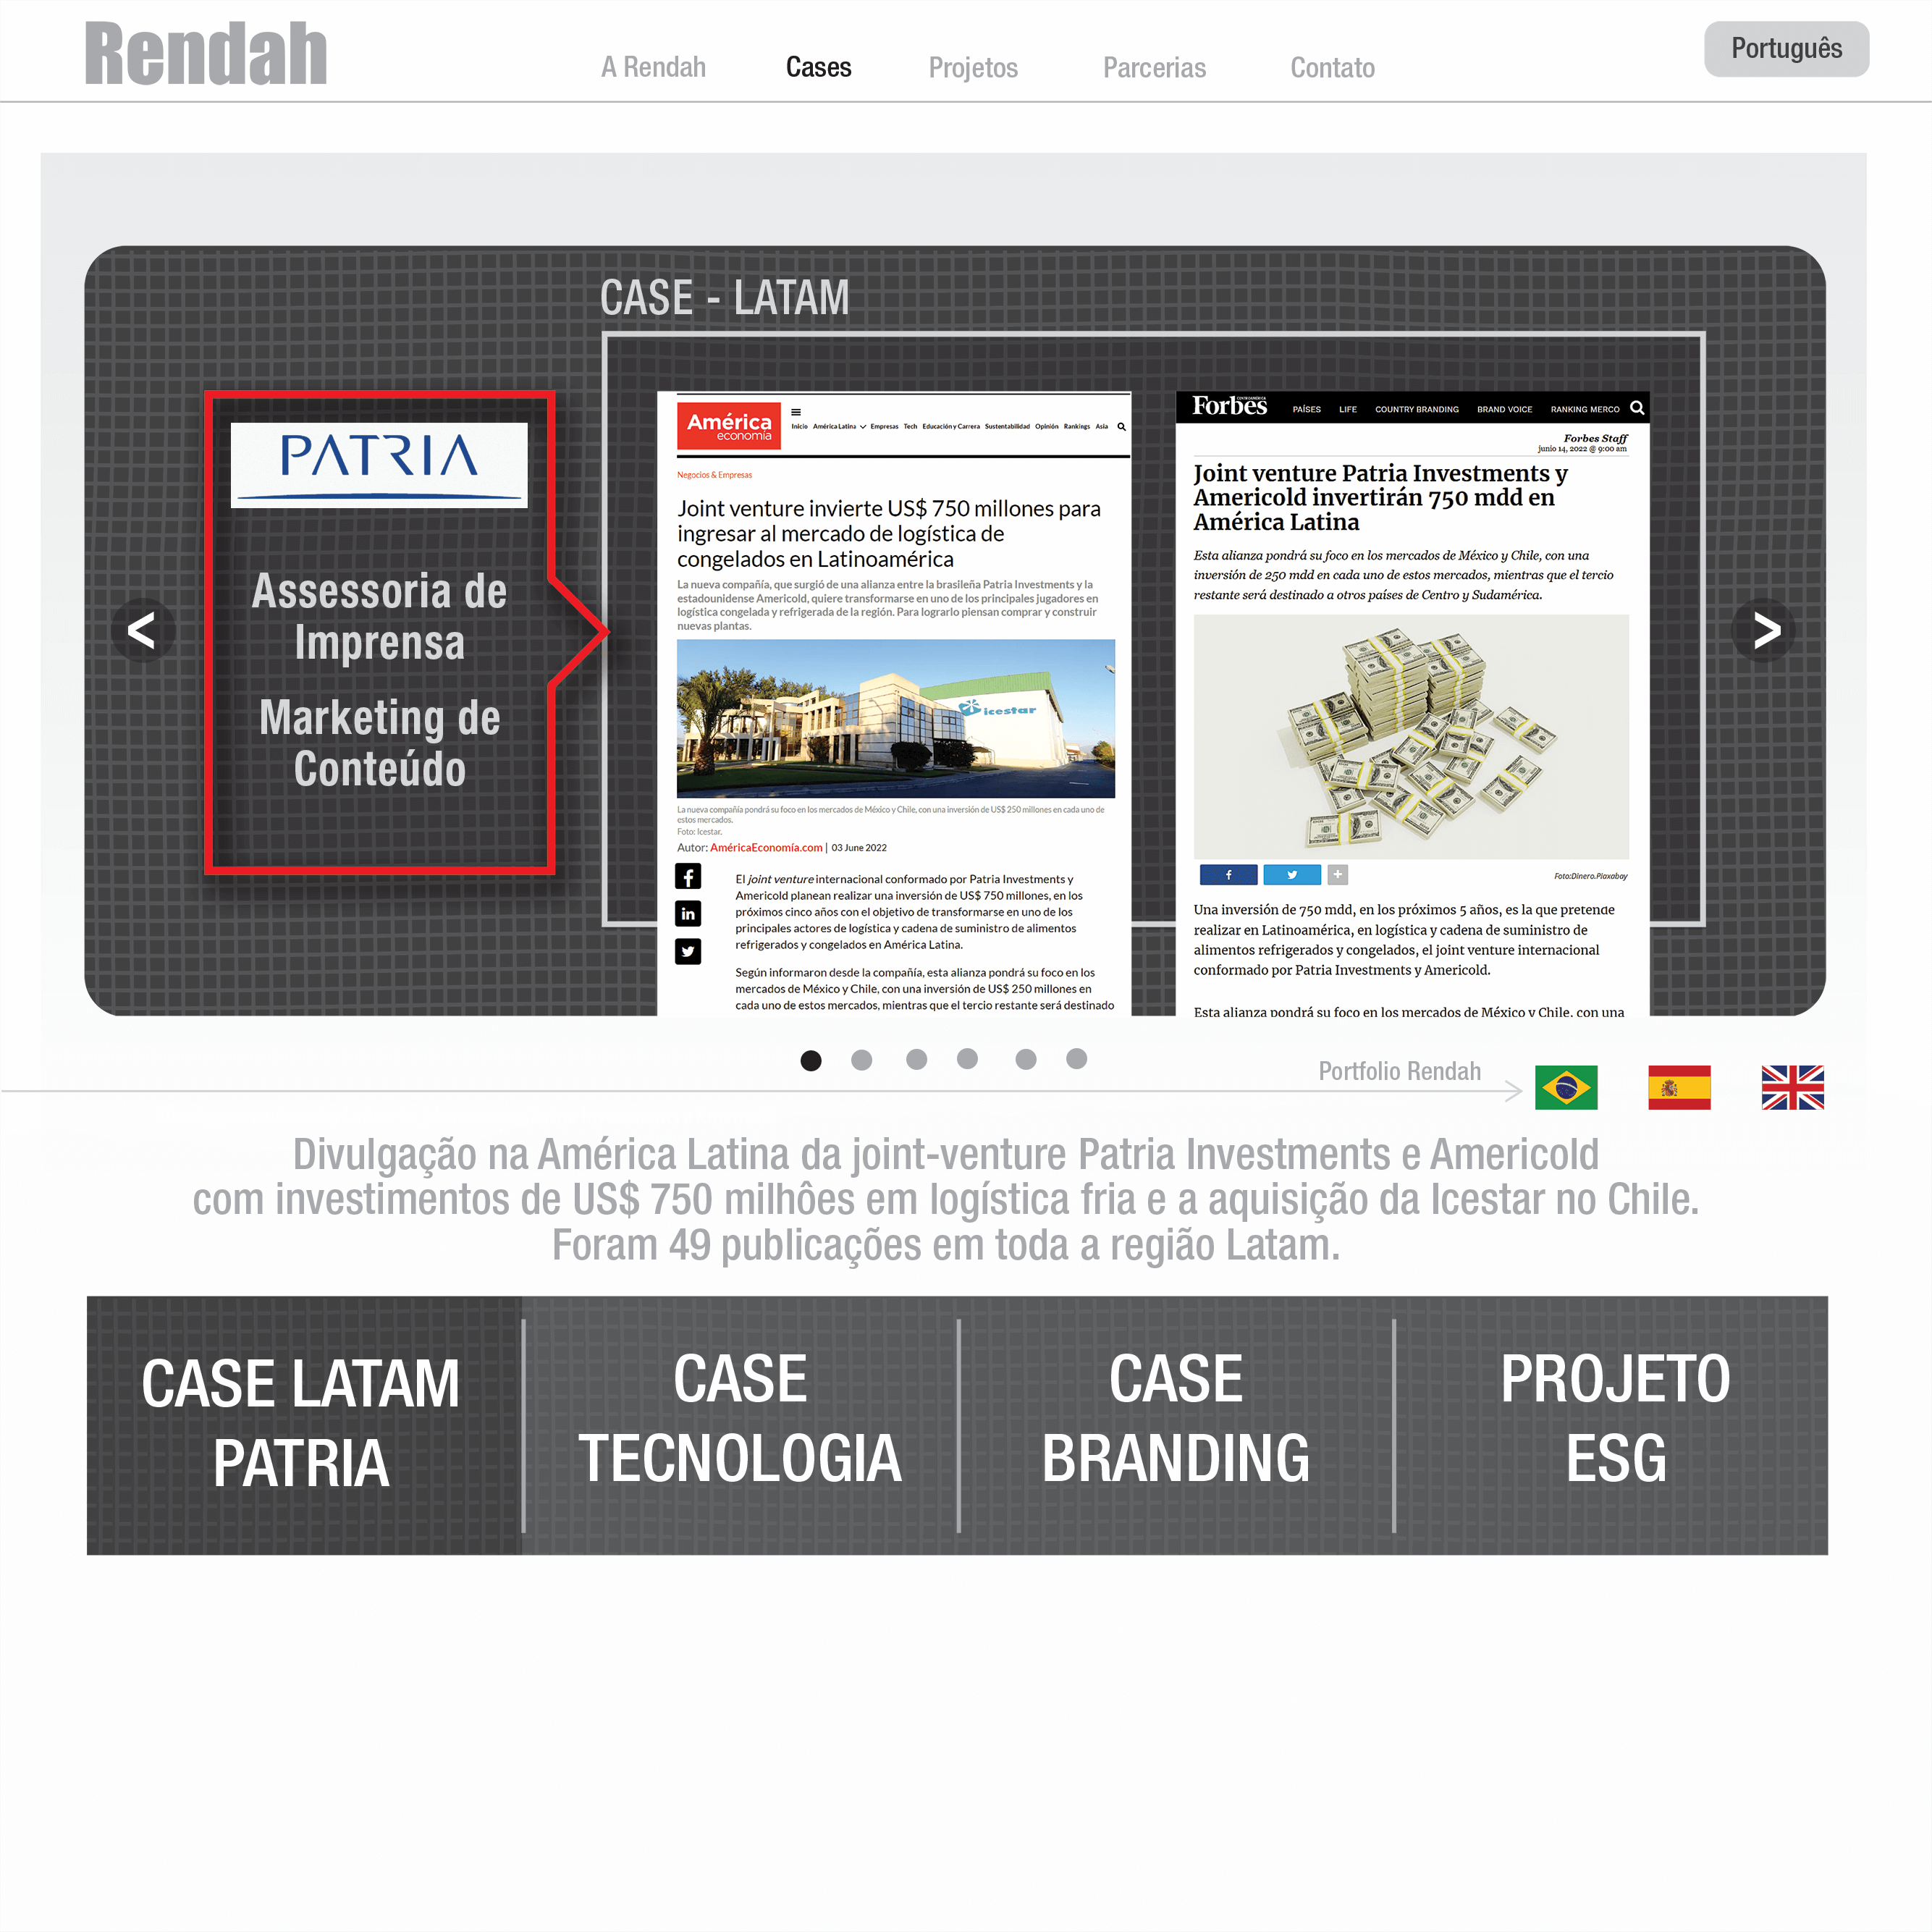 Rendah
A Rendah
Cases
Projetos
Parcerias
Contato
Português
CASE - LATAM
PATRIA
Assessoria de
Imprensa
Marketing de
Conteúdo
<
>
América
economía
Inicio América Latina Empresas Tech Educación y Carrera Sustentabilidad Opinión Rankings Asia
Negocios & Empresas
Joint venture invierte US$ 750 millones para
ingresar al mercado de logística de
congelados en Latinoamérica
La nueva compañía, que surgió de una alianza entre la brasileña Patria Investments y la
estadounidense Americold, quiere transformarse en uno de los principales jugadores en
logística congelada y refrigerada de la región. Para lograrlo piensan comprar y construir
nuevas plantas.
icestar
La nueva compañía pondrá su foco en los mercados de México y Chile, con una inversión de US$ 250 millones en cada uno de
estos mercados.
Foto: Icestar.
Autor: AméricaEconomía.com | 03 June 2022
El joint venture internacional conformado por Patria Investments y
Americold planean realizar una inversión de US$ 750 millones, en los
próximos cinco años con el objetivo de transformarse en uno de los
principales actores de logística y cadena de suministro de alimentos
refrigerados y congelados en América Latina.
Según informaron desde la compañía, esta alianza pondrá su foco en los
mercados de México y Chile, con una inversión de US$ 250 millones en
cada uno de estos mercados, mientras que el tercio restante será destinado
Forbes
PAÍSES LIFE COUNTRY BRANDING BRAND VOICE RANKING MERCO
Forbes Staff
junio 14, 2022 @ 9:00 am
Joint venture Patria Investments y
Americold invertirán 750 mdd en
América Latina
Esta alianza pondrá su foco en los mercados de México y Chile, con una
inversión de 250 mdd en cada uno de estos mercados, mientras que el tercio
restante será destinado a otros países de Centro y Sudamérica.
Foto:Dinero.Piaxabay
Una inversión de 750 mdd, en los próximos 5 años, es la que pretende
realizar en Latinoamérica, en logística y cadena de suministro de
alimentos refrigerados y congelados, el joint venture internacional
conformado por Patria Investments y Americold.
Esta alianza pondrá su foco en los mercados de México y Chile, con una
Portfolio Rendah
Divulgação na América Latina da joint-venture Patria Investments e Americold
com investimentos de US$ 750 milhôes em logística fria e a aquisição da Icestar no Chile.
Foram 49 publicações em toda a região Latam.
CASE LATAM
PATRIA
CASE
TECNOLOGIA
CASE
BRANDING
PROJETO
ESG